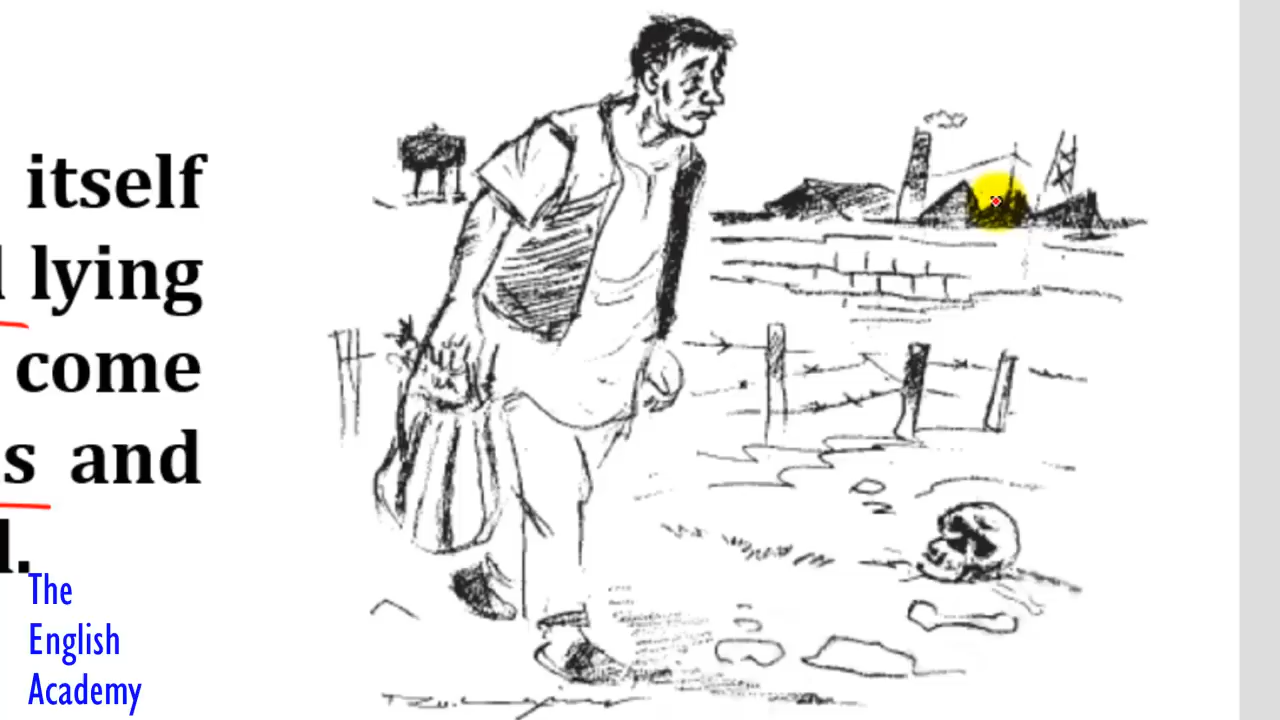 itself
lying
come
s and
The
English
Academy